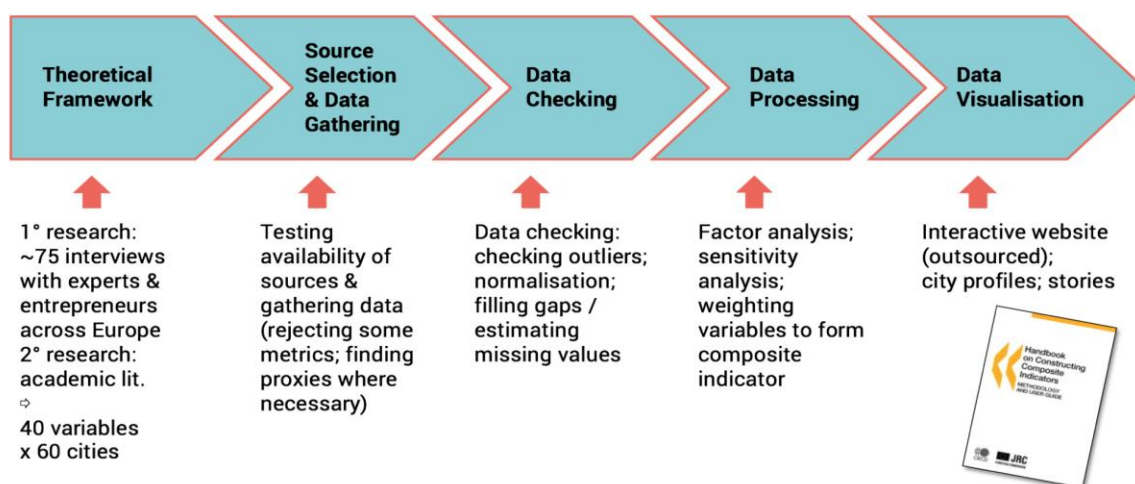 Theoretical
Framework
Source
Selection
& Data
Gathering
Data
Checking
Data
Processing
Data
Visualisation
1° research:
~75 interviews
with experts &
entrepreneurs
across Europe
2° research:
academic lit.
⇨
40 variables
x 60 cities
Testing
availability of
sources &
gathering data
(rejecting some
metrics; finding
proxies where
necessary)
Data checking:
checking outliers;
normalisation;
filling gaps /
estimating
missing values
Factor analysis;
sensitivity
analysis;
weighting
variables to form
composite
indicator
Interactive website
(outsourced);
city profiles; stories
Handbook
on Constructing
Composite
Indicators
METHODOLOGY
AND USER GUIDE
OECD
JRC